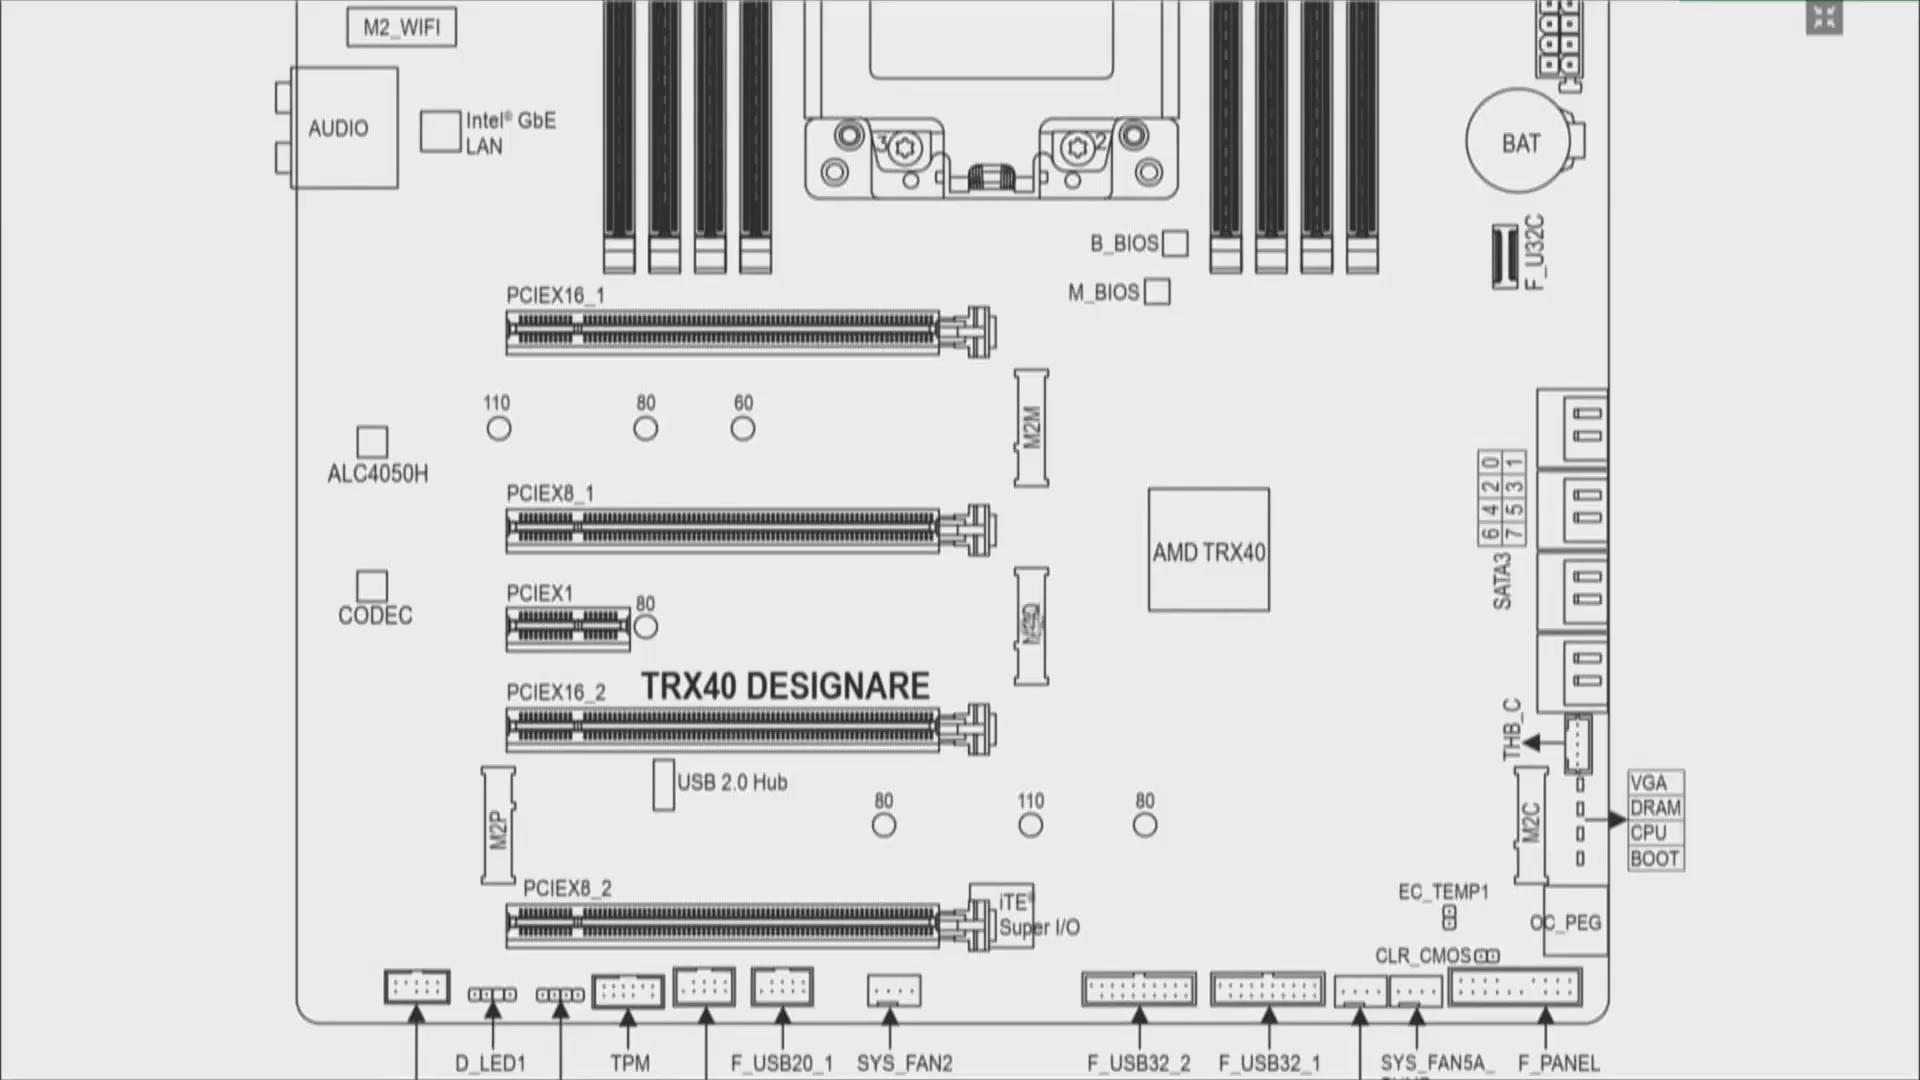 M2_WIFI
AUDIO
Intel® GbE
LAN
3
2
BAT
B_BIOS
M_BIOS
F_U32C
PCIEX16_1
110
80
60
M2M
ALC4050H
PCIEX8_1
AMD TRX40
6 4 2 0
7 5 3 1
SATA3
CODEC
PCIEX1
80
TRX40 DESIGNARE
PCIEX16_2
THB_C
USB 2.0 Hub
M2P
80
110
80
M2C
VGA
DRAM
CPU
BOOT
PCIEX8_2
iTE®
Super I/O
EC_TEMP1
OC_PEG
CLR_CMOS
D_LED1
TPM
F_USB20_1
SYS_FAN2
F_USB32_2
F_USB32_1
SYS_FAN5A_
F_PANEL